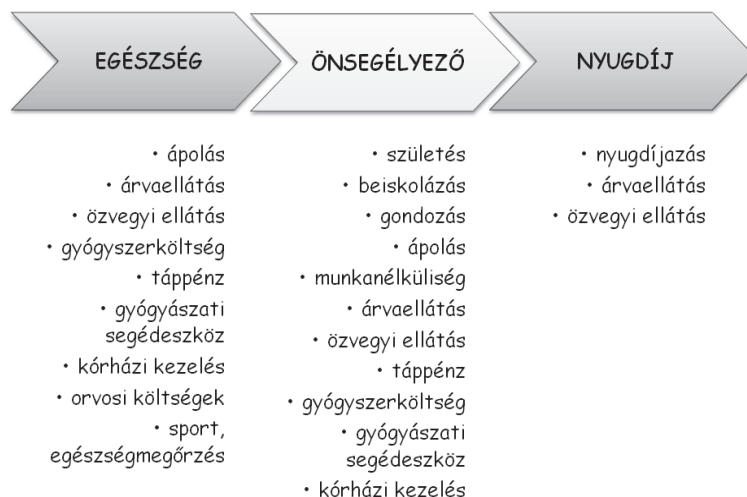 EGÉSZSÉG
• ápolás
• árvaellátás
• özvegyi ellátás
• gyógyszerköltség
• táppénz
• gyógyászati
segédeszköz
• kórházi kezelés
• orvosi költségek
• sport,
egészségmegőrzés
ÖNSEGÉLYEZŐ
• születés
• beiskolázás
• gondozás
• ápolás
• munkanélküliség
• árvaellátás
• özvegyi ellátás
• táppénz
• gyógyszerköltség
• gyógyászati
segédeszköz
• kórházi kezelés
NYUGDÍJ
• nyugdíjazás
• árvaellátás
• özvegyi ellátás